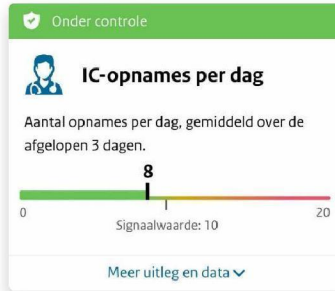 Onder controle
IC-opnames per dag
Aantal opnames per dag, gemiddeld over de
afgelopen 3 dagen.
8
0
20
Signaalwaarde: 10
Meer uitleg en data